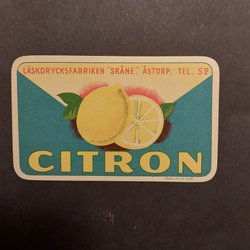 LÄSKDRYCKSFABRIKEN "SKÅNE", ÅSTORP. TEL. 52
CITRON